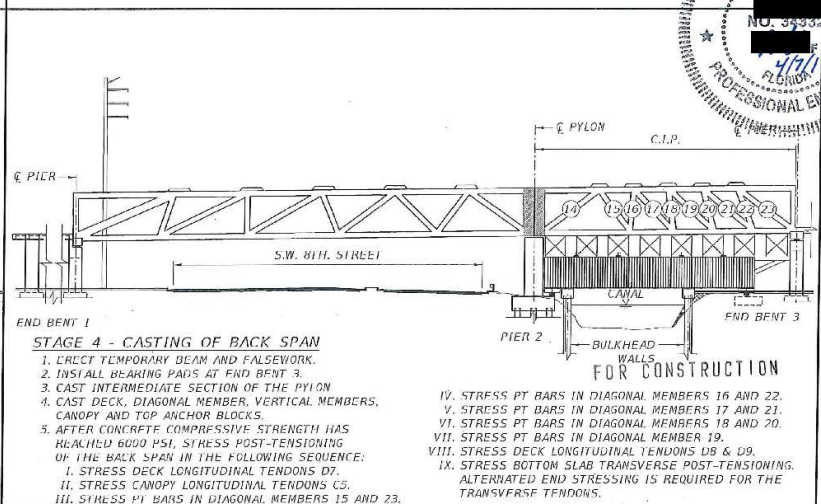 NO. 34932
4/7/1
FLORIDA
PROFESSIONAL EN
℄ PYLON
℄ PIER
C.I.P.
℄ PIER
14 15 16 17 18 19 20 21 22 23
S.W. 8TH. STREET
CANAL
END BENT 1
PIER 2
BULKHEAD
WALLS
END BENT 3
FOR CONSTRUCTION
STAGE 4 - CASTING OF BACK SPAN
1. ERECT TEMPORARY BEAM AND FALSEWORK.
2. INSTALL BEARING PADS AT END BENT 3.
3. CAST INTERMEDIATE SECTION OF THE PYLON
4. CAST DECK, DIAGONAL MEMBER, VERTICAL MEMBERS,
CANOPY AND TOP ANCHOR BLOCKS.
5. AFTER CONCRETE COMPRESSIVE STRENGTH HAS
REACHED 6000 PSI, STRESS POST-TENSIONING
OF THE BACK SPAN IN THE FOLLOWING SEQUENCE:
I. STRESS DECK LONGITUDINAL TENDONS D7.
II. STRESS CANOPY LONGITUDINAL TENDONS C5.
III. STRESS PT BARS IN DIAGONAL MEMBERS 15 AND 23.
IV. STRESS PT BARS IN DIAGONAL MEMBERS 16 AND 22.
V. STRESS PT BARS IN DIAGONAL MEMBERS 17 AND 21.
VI. STRESS PT BARS IN DIAGONAL MEMBERS 18 AND 20.
VII. STRESS PT BARS IN DIAGONAL MEMBER 19.
VIII. STRESS DECK LONGITUDINAL TENDONS D8 & D9.
IX. STRESS BOTTOM SLAB TRANSVERSE POST-TENSIONING.
ALTERNATED END STRESSING IS REQUIRED FOR THE
TRANSVERSE TENDONS.